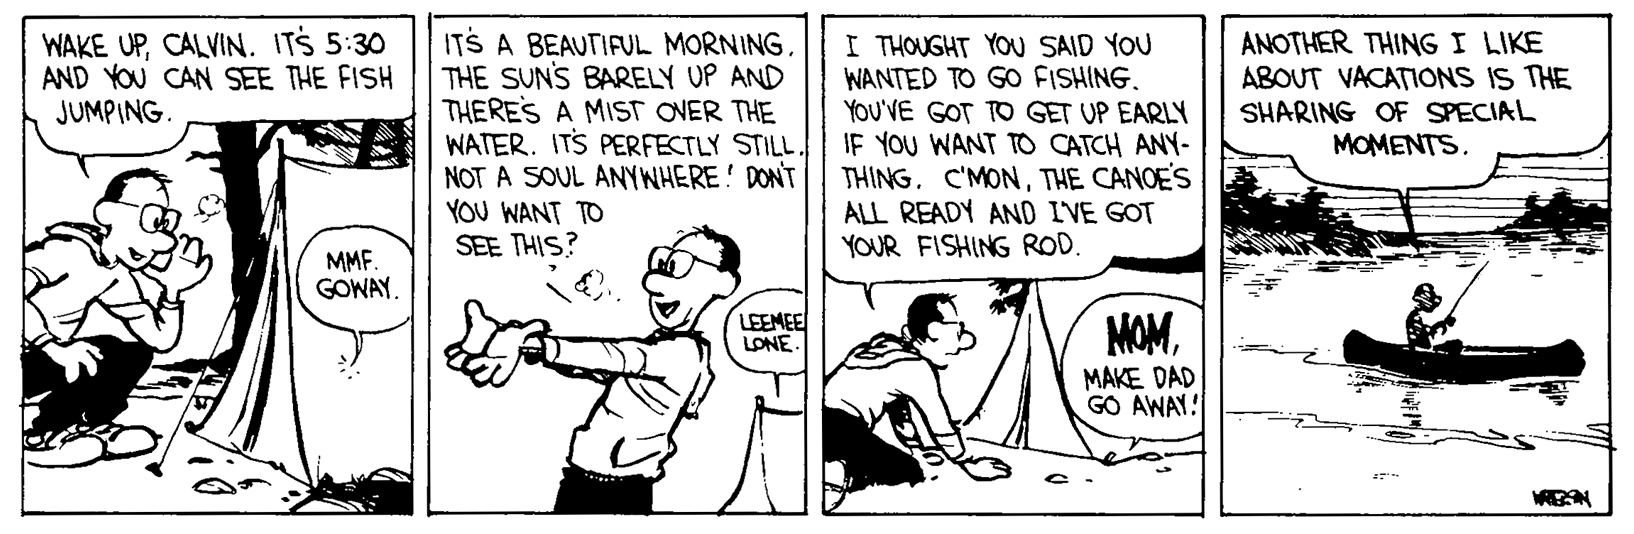 WAKE UP, CALVIN. IT'S 5:30
AND YOU CAN SEE THE FISH
JUMPING.
MMF.
GOWAY.
IT'S A BEAUTIFUL MORNING.
THE SUN'S BARELY UP AND
THERE'S A MIST OVER THE
WATER. IT'S PERFECTLY STILL.
NOT A SOUL ANYWHERE! DON'T
YOU WANT TO
SEE THIS?
LEEMEE
LONE.
I THOUGHT YOU SAID YOU
WANTED TO GO FISHING.
YOU'VE GOT TO GET UP EARLY
IF YOU WANT TO CATCH ANY-
THING. C'MON, THE CANOE'S
ALL READY AND I'VE GOT
YOUR FISHING ROD.
MOM,
MAKE DAD
GO AWAY!
ANOTHER THING I LIKE
ABOUT VACATIONS IS THE
SHARING OF SPECIAL
MOMENTS.
WATTERSON